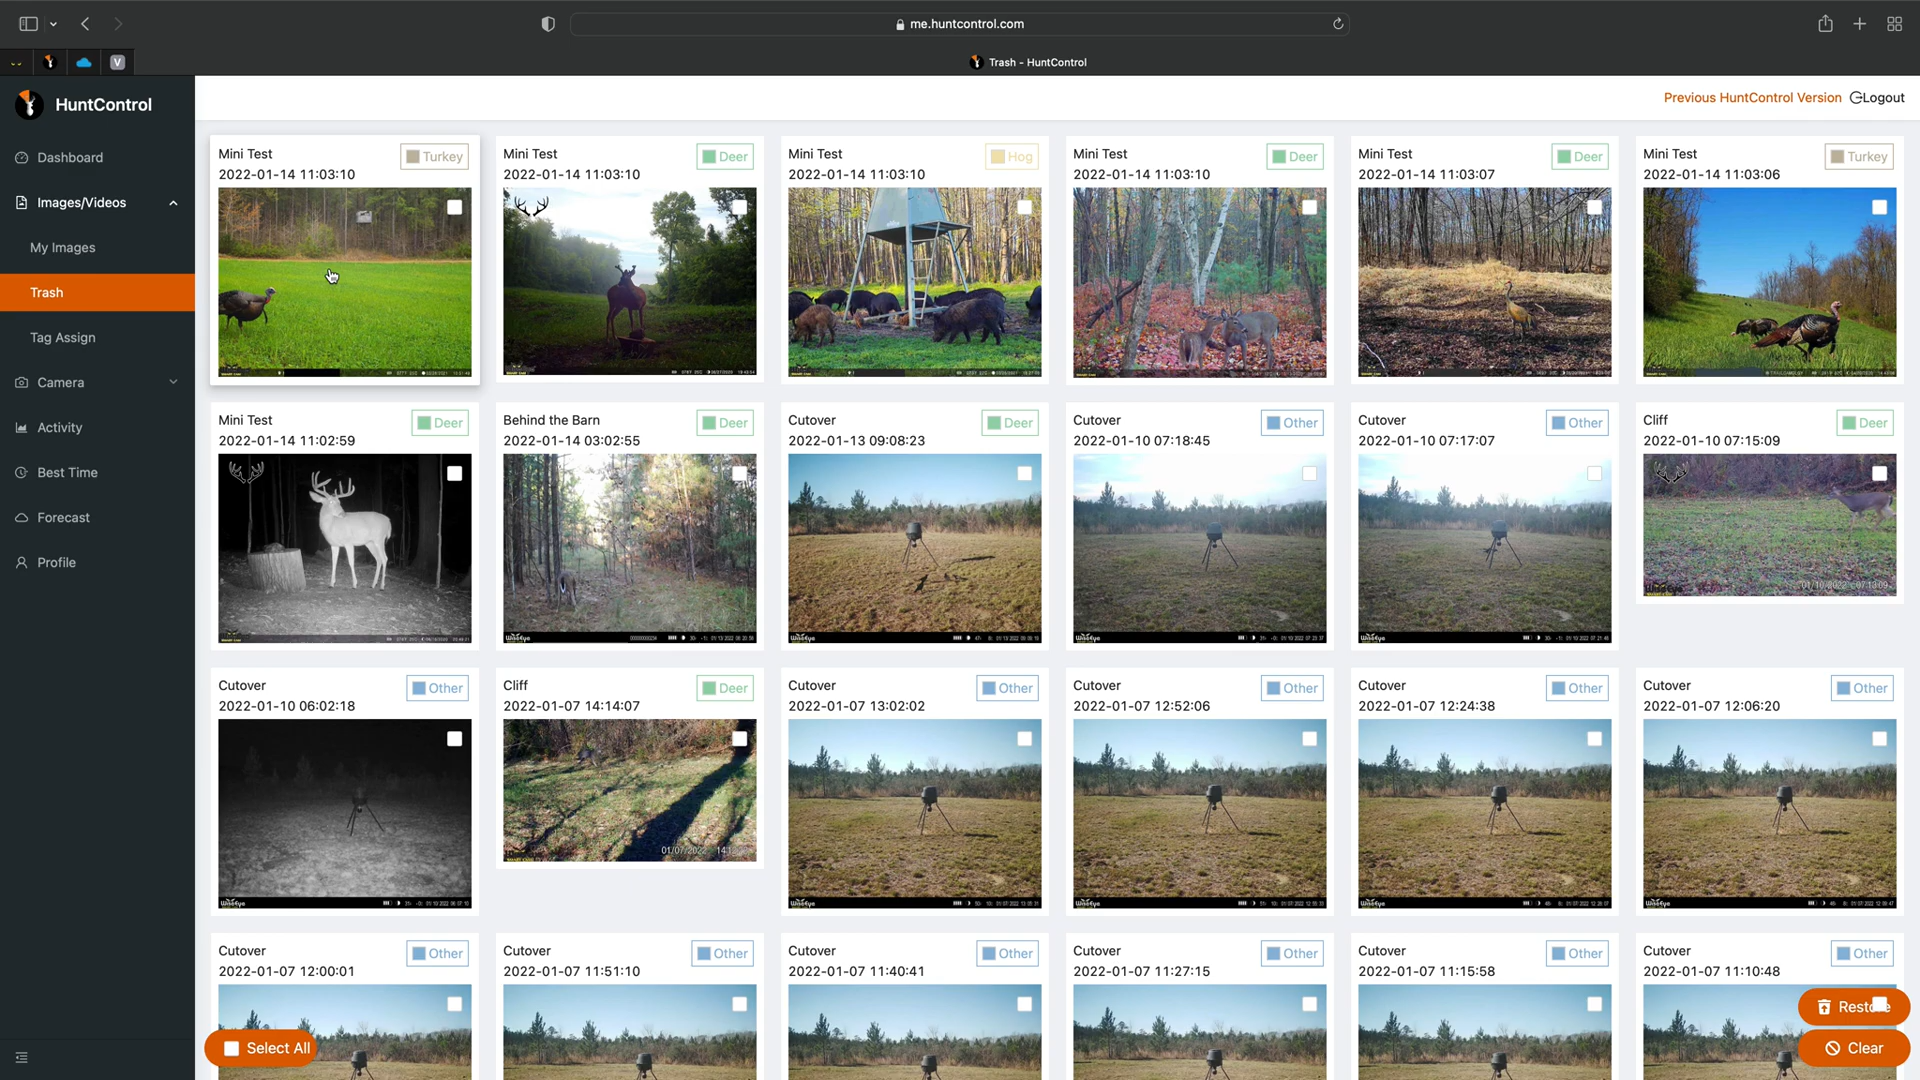 me.huntcontrol.com
V
Trash - HuntControl
HuntControl
Previous HuntControl Version
Logout
Dashboard
Images/Videos
My Images
Trash
Tag Assign
Camera
Activity
Best Time
Forecast
Profile
Mini Test
Turkey
2022-01-14 11:03:10
Mini Test
Deer
2022-01-14 11:03:10
Mini Test
Hog
2022-01-14 11:03:10
Mini Test
Deer
2022-01-14 11:03:10
Mini Test
Deer
2022-01-14 11:03:07
Mini Test
Turkey
2022-01-14 11:03:06
Mini Test
Deer
2022-01-14 11:02:59
Behind the Barn
Deer
2022-01-14 03:02:55
Cutover
Deer
2022-01-13 09:08:23
Cutover
Other
2022-01-10 07:18:45
Cutover
Other
2022-01-10 07:17:07
Cliff
Deer
2022-01-10 07:15:09
Cutover
Other
2022-01-10 06:02:18
Cliff
Deer
2022-01-07 14:14:07
01/07/2022
Cutover
Other
2022-01-07 13:02:02
Cutover
Other
2022-01-07 12:52:06
Cutover
Other
2022-01-07 12:24:38
Cutover
Other
2022-01-07 12:06:20
Cutover
Other
2022-01-07 12:00:01
Cutover
Other
2022-01-07 11:51:10
Cutover
Other
2022-01-07 11:40:41
Cutover
Other
2022-01-07 11:27:15
Cutover
Other
2022-01-07 11:15:58
Cutover
Other
2022-01-07 11:10:48
Select All
Restore
Clear